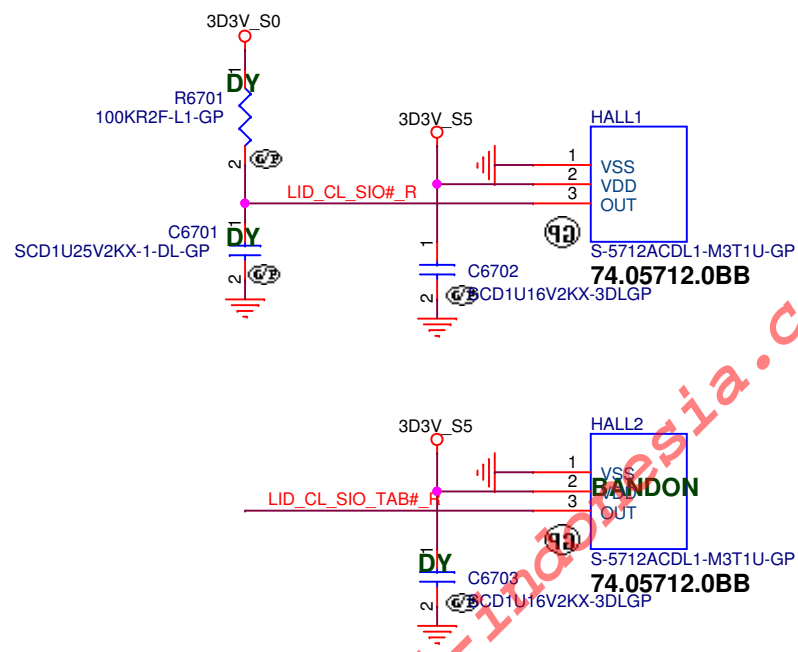 3D3V_S0
1
DY
R6701
100KR2F-L1-GP
2
G/P
LID_CL_SIO#_R
C6701
1
DY
SCD1U25V2KX-1-DL-GP
2
G/P
3D3V_S5
1
C6702
2
G/P
SCD1U16V2KX-3DLGP
HALL1
1
VSS
2
VDD
3
OUT
GP
S-5712ACDL1-M3T1U-GP
74.05712.0BB
3D3V_S5
LID_CL_SIO_TAB#_R
1
DY
C6703
2
G/P
SCD1U16V2KX-3DLGP
HALL2
1
VSS
2
VDD
BANDON
3
OUT
GP
S-5712ACDL1-M3T1U-GP
74.05712.0BB
-indonesia.c